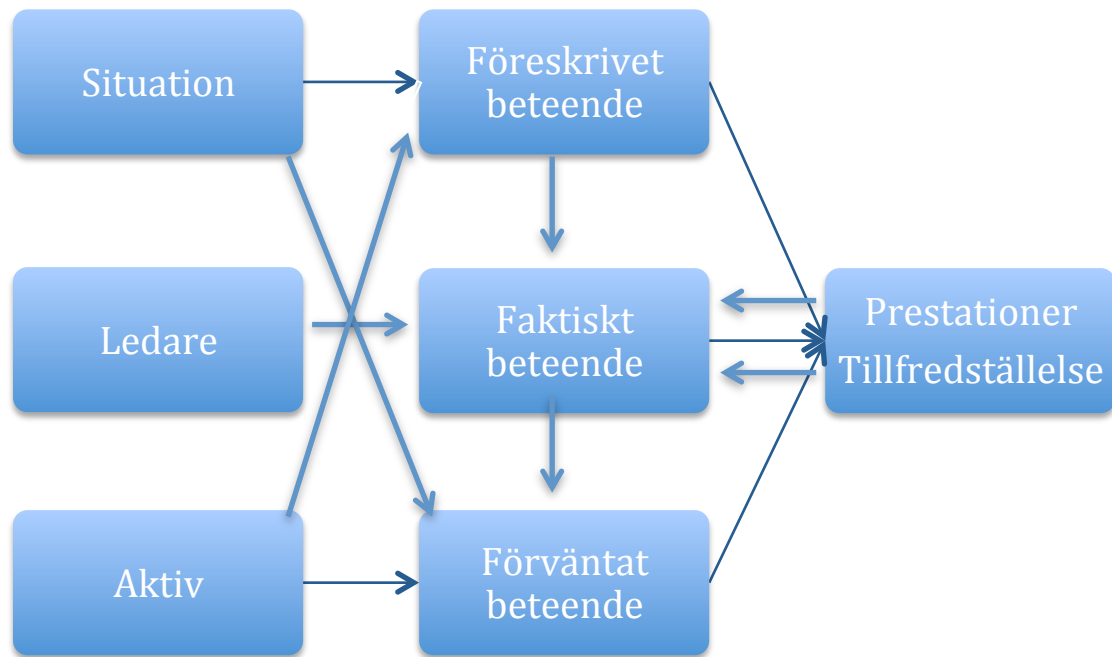 Situation
Föreskrivet
beteende
Ledare
Faktiskt
beteende
Prestationer
Tillfredställelse
Aktiv
Förväntat
beteende